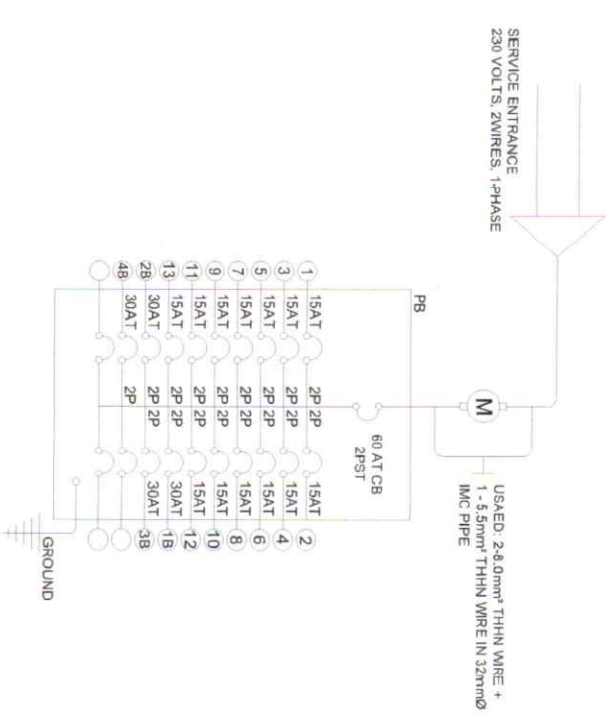 SERVICE ENTRANCE
230 VOLTS, 2WIRES, 1-PHASE
M
USAED: 2-8.0mm² THHN WIRE +
1 - 5.5mm² THHN WIRE IN 32mmØ
IMC PIPE
PB
60 AT CB
2PST
1 15AT 2P 2P 15AT 2
3 15AT 2P 2P 15AT 4
5 15AT 2P 2P 15AT 6
7 15AT 2P 2P 15AT 8
9 15AT 2P 2P 15AT 10
11 15AT 2P 2P 15AT 12
13 15AT 2P 2P 30AT 1B
2B 30AT 2P 2P 30AT 3B
4B 30AT 2P
GROUND